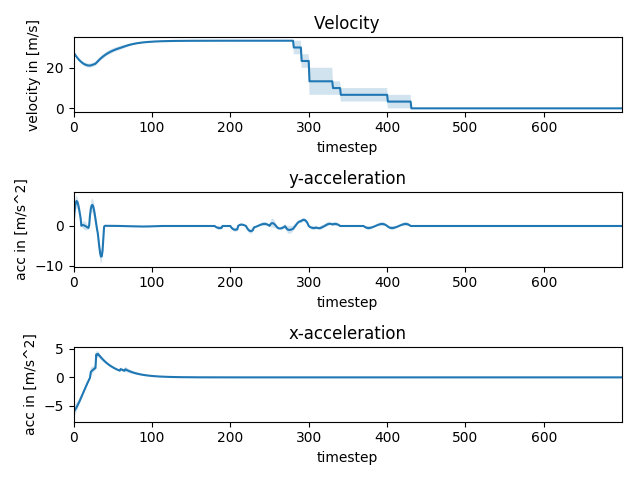 Velocity
velocity in [m/s]
20
0
0 100 200 300 400 500 600
timestep
y-acceleration
acc in [m/s^2]
0
−10
0 100 200 300 400 500 600
timestep
x-acceleration
acc in [m/s^2]
5
0
−5
0 100 200 300 400 500 600
timestep